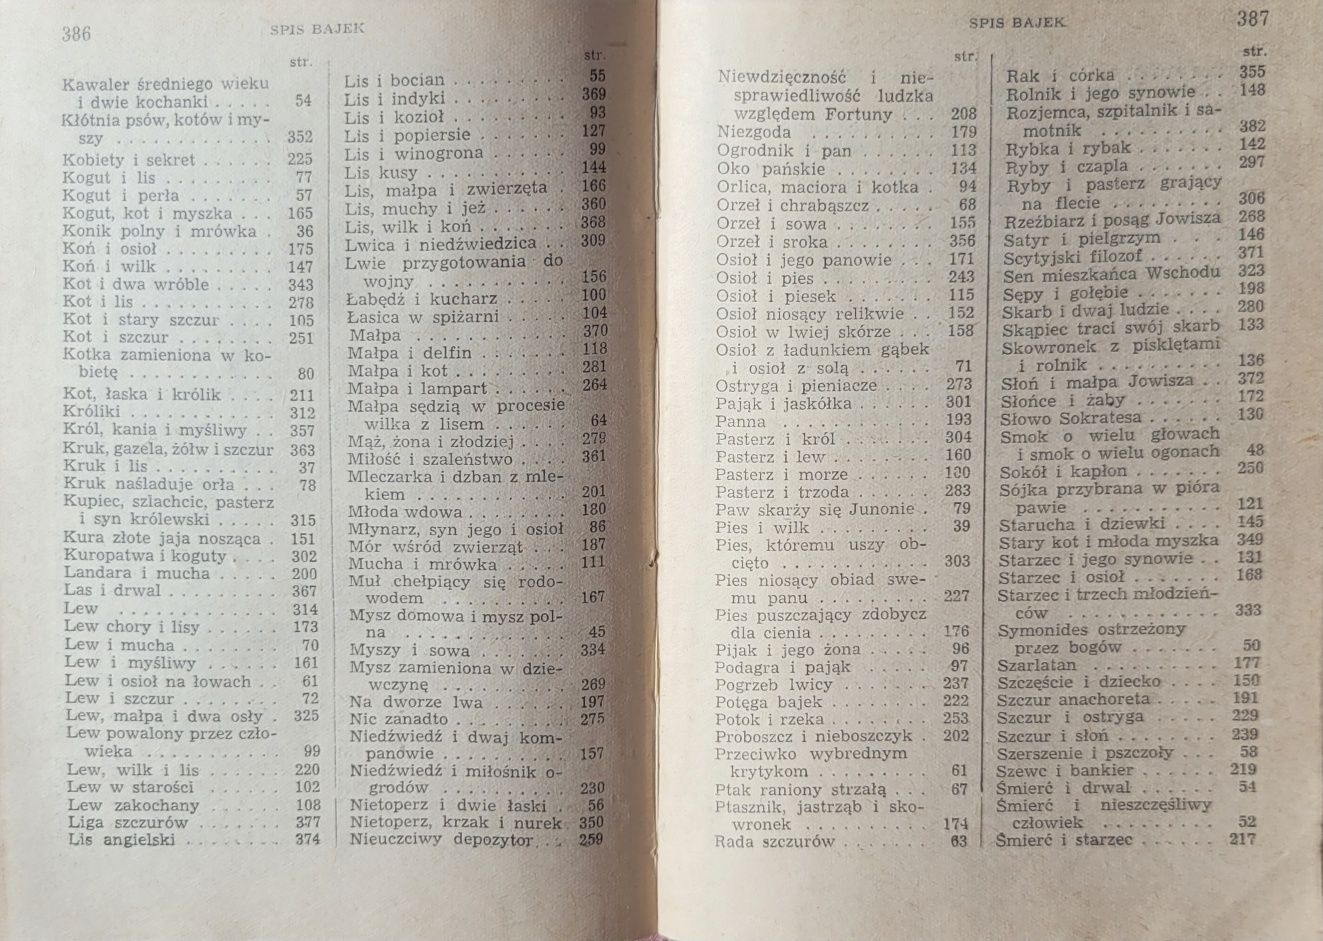 386
SPIS BAJEK
str.
Kawaler średniego wieku
i dwie kochanki . . . . . 54
Kłótnia psów, kotów i my-
szy . . . . . . . . . . . . 352
Kobiety i sekret . . . . . . 225
Kogut i lis . . . . . . . . . 77
Kogut i perła . . . . . . . 57
Kogut, kot i myszka . . . 165
Konik polny i mrówka . 36
Koń i osioł . . . . . . . . . 175
Koń i wilk . . . . . . . . . 147
Kot i dwa wróble . . . . . 343
Kot i lis . . . . . . . . . . . 278
Kot i stary szczur . . . . 105
Kot i szczur . . . . . . . . 251
Kotka zamieniona w ko-
bietę . . . . . . . . . . . . 80
Kot, łaska i królik . . . . 211
Króliki . . . . . . . . . . . . 312
Król, kania i myśliwy . . 357
Kruk, gazela, żółw i szczur 363
Kruk i lis . . . . . . . . . . 37
Kruk naśladuje orła . . . 78
Kupiec, szlachcic, pasterz
i syn królewski . . . . . 315
Kura złote jaja nosząca . 151
Kuropatwa i koguty . . . . 302
Landara i mucha . . . . . 200
Las i drwal . . . . . . . . . 367
Lew . . . . . . . . . . . . . 314
Lew chory i lisy . . . . . . 173
Lew i mucha . . . . . . . . 70
Lew i myśliwy . . . . . . 161
Lew i osioł na łowach . . 61
Lew i szczur . . . . . . . . 72
Lew, małpa i dwa osły . 325
Lew powalony przez czło-
wieka . . . . . . . . . . . 99
Lew, wilk i lis . . . . . . 220
Lew w starości . . . . . . 102
Lew zakochany . . . . . . 108
Liga szczurów . . . . . . . 377
Lis angielski . . . . . . . . 374
str.
Lis i bocian . . . . . . . . . 55
Lis i indyki . . . . . . . . . 369
Lis i kozioł . . . . . . . . . 93
Lis i popiersie . . . . . . . 127
Lis i winogrona . . . . . . 99
Lis kusy . . . . . . . . . . . 144
Lis, małpa i zwierzęta . 166
Lis, muchy i jeż . . . . . . 360
Lis, wilk i koń . . . . . . . 368
Lwica i niedźwiedzica . . 309
Lwie przygotowania do
wojny . . . . . . . . . . . 156
Łabędź i kucharz . . . . . 100
Łasica w spiżarni . . . . . 104
Małpa . . . . . . . . . . . . 370
Małpa i delfin . . . . . . . 118
Małpa i kot . . . . . . . . . 281
Małpa i lampart . . . . . . 264
Małpa sędzią w procesie
wilka z lisem . . . . . . 64
Mąż, żona i złodziej . . . . 279
Miłość i szaleństwo . . . . 361
Mleczarka i dzban z mle-
kiem . . . . . . . . . . . . 201
Młoda wdowa . . . . . . . 180
Młynarz, syn jego i osioł 86
Mór wśród zwierząt . . . 187
Mucha i mrówka . . . . . 111
Muł chełpiący się rodo-
wodem . . . . . . . . . . 167
Mysz domowa i mysz pol-
na . . . . . . . . . . . . . 45
Myszy i sowa . . . . . . . 334
Mysz zamieniona w dzie-
wczynę . . . . . . . . . . 269
Na dworze lwa . . . . . . 197
Nic zanadto . . . . . . . . . 275
Niedźwiedź i dwaj kom-
panowie . . . . . . . . . . 157
Niedźwiedź i miłośnik o-
grodów . . . . . . . . . . 230
Nietoperz i dwie łaski . 56
Nietoperz, krzak i nurek 350
Nieuczciwy depozytor . . 259
SPIS BAJEK
387
str.
Niewdzięczność i nie-
sprawiedliwość ludzka
względem Fortuny . . . 208
Niezgoda . . . . . . . . . . 179
Ogrodnik i pan . . . . . . 113
Oko pańskie . . . . . . . . 134
Orlica, maciora i kotka . 94
Orzeł i chrabąszcz . . . . . 68
Orzeł i sowa . . . . . . . . 155
Orzeł i sroka . . . . . . . . 356
Osioł i jego panowie . . . 171
Osioł i pies . . . . . . . . . 243
Osioł i piesek . . . . . . . 115
Osioł niosący relikwie . . 152
Osioł w lwiej skórze . . . 158
Osioł z ładunkiem gąbek
i osioł z solą . . . . . . 71
Ostryga i pieniacze . . . . 273
Pająk i jaskółka . . . . . . 301
Panna . . . . . . . . . . . . 193
Pasterz i król . . . . . . . 304
Pasterz i lew . . . . . . . . 160
Pasterz i morze . . . . . .
Pasterz i trzoda . . . . . . 283
Paw skarży się Junonie . 79
Pies i wilk . . . . . . . . . 39
Pies, któremu uszy ob-
cięto . . . . . . . . . . . . 303
Pies niosący obiad swe-
mu panu . . . . . . . . . 227
Pies puszczający zdobycz
dla cienia . . . . . . . . . 176
Pijak i jego żona . . . . . 96
Podagra i pająk . . . . . . 97
Pogrzeb lwicy . . . . . . . 237
Potęga bajek . . . . . . . . 222
Potok i rzeka . . . . . . . . 253
Proboszcz i nieboszczyk . 202
Przeciwko wybrednym
krytykom . . . . . . . . . 61
Ptak raniony strzałą . . . 67
Ptasznik, jastrząb i sko-
wronek . . . . . . . . . . 174
Rada szczurów . . . . . . 63
str.
Rak i córka . . . . . . . . 355
Rolnik i jego synowie . . 148
Rozjemca, szpitalnik i sa-
motnik . . . . . . . . . . 382
Rybka i rybak . . . . . . . 142
Ryby i czapla . . . . . . . 297
Ryby i pasterz grający
na flecie . . . . . . . . . 306
Rzeźbiarz i posąg Jowisza 268
Satyr i pielgrzym . . . . 146
Scytyjski filozof . . . . . . 371
Sen mieszkańca Wschodu 323
Sępy i gołębie . . . . . . . 198
Skarb i dwaj ludzie . . . . 280
Skąpiec traci swój skarb 133
Skowronek z pisklętami
i rolnik . . . . . . . . . . 136
Słoń i małpa Jowisza . . 372
Słońce i żaby . . . . . . . 172
Słowo Sokratesa . . . . . . 130
Smok o wielu głowach
i smok o wielu ogonach 48
Sokół i kapłon . . . . . . . 250
Sójka przybrana w pióra
pawie . . . . . . . . . . . 121
Starucha i dziewki . . . . 145
Stary kot i młoda myszka 349
Starzec i jego synowie . . 131
Starzec i osioł . . . . . . . 168
Starzec i trzech młodzień-
ców . . . . . . . . . . . . 333
Symonides ostrzeżony
przez bogów . . . . . . . 50
Szarlatan . . . . . . . . . . 177
Szczęście i dziecko . . . . 150
Szczur anachoreta . . . . . 191
Szczur i ostryga . . . . . 229
Szczur i słoń . . . . . . . . 239
Szerszenie i pszczoły . . . 58
Szewc i bankier . . . . . . 219
Śmierć i drwal . . . . . . 54
Śmierć i nieszczęśliwy
człowiek . . . . . . . . . 52
Śmierć i starzec . . . . . . 217